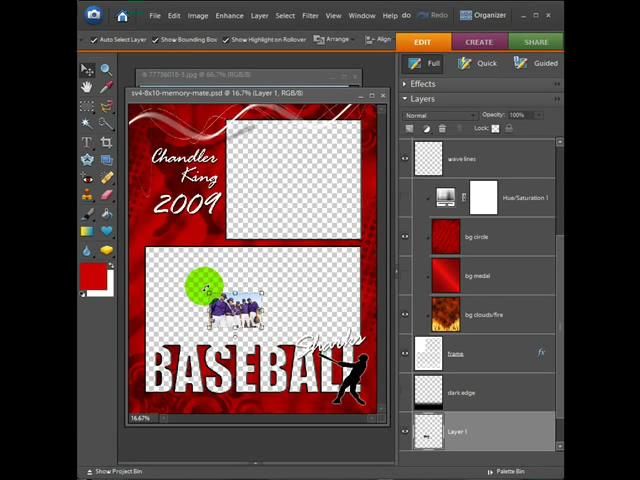 File Edit Image Enhance Layer Select Filter View Window Help do Redo Organizer
Auto Select Layer Show Bounding Box Show Highlight on Rollover Arrange Align
EDIT CREATE SHARE
Full Quick Guided
Effects
Layers
Normal Opacity: 100%
Lock:
sv4-8x10-memory-mate.psd @ 16.7% (Layer 1, RGB/8)
Chandler
King
2009
Sharks
BASEBALL
16.67%
wave lines
Hue/Saturation 1
bg circle
bg medal
bg clouds/fire
frame fx
dark edge
Layer 1
Show Project Bin
Palette Bin